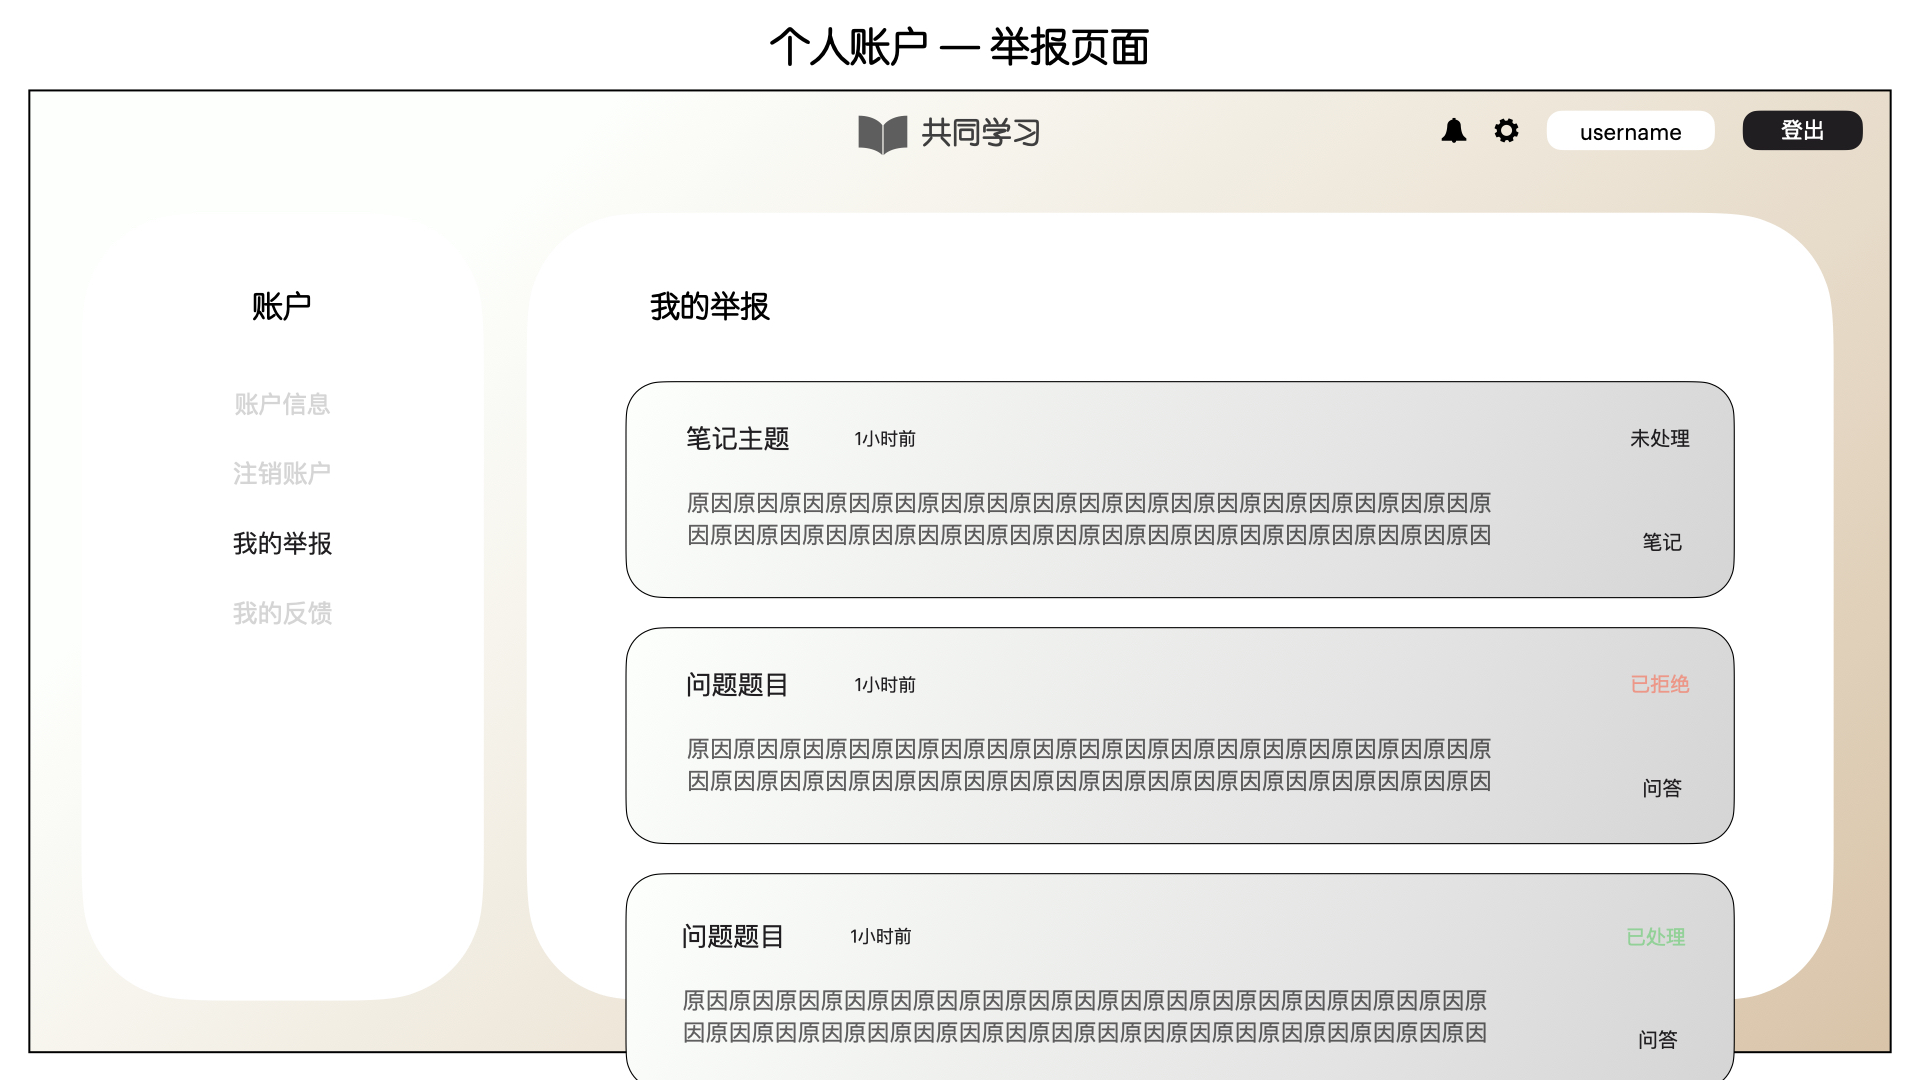 个人账户 — 举报页面
共同学习
username
登出
账户
账户信息
注销账户
我的举报
我的反馈
我的举报
笔记主题
1小时前
未处理
原因原因原因原因原因原因原因原因原因原因原因原因原因原因原因原因原因原
因原因原因原因原因原因原因原因原因原因原因原因原因原因原因原因原因原因
笔记
问题题目
1小时前
已拒绝
原因原因原因原因原因原因原因原因原因原因原因原因原因原因原因原因原因原
因原因原因原因原因原因原因原因原因原因原因原因原因原因原因原因原因原因
问答
问题题目
1小时前
已处理
原因原因原因原因原因原因原因原因原因原因原因原因原因原因原因原因原因原
因原因原因原因原因原因原因原因原因原因原因原因原因原因原因原因原因原因
问答